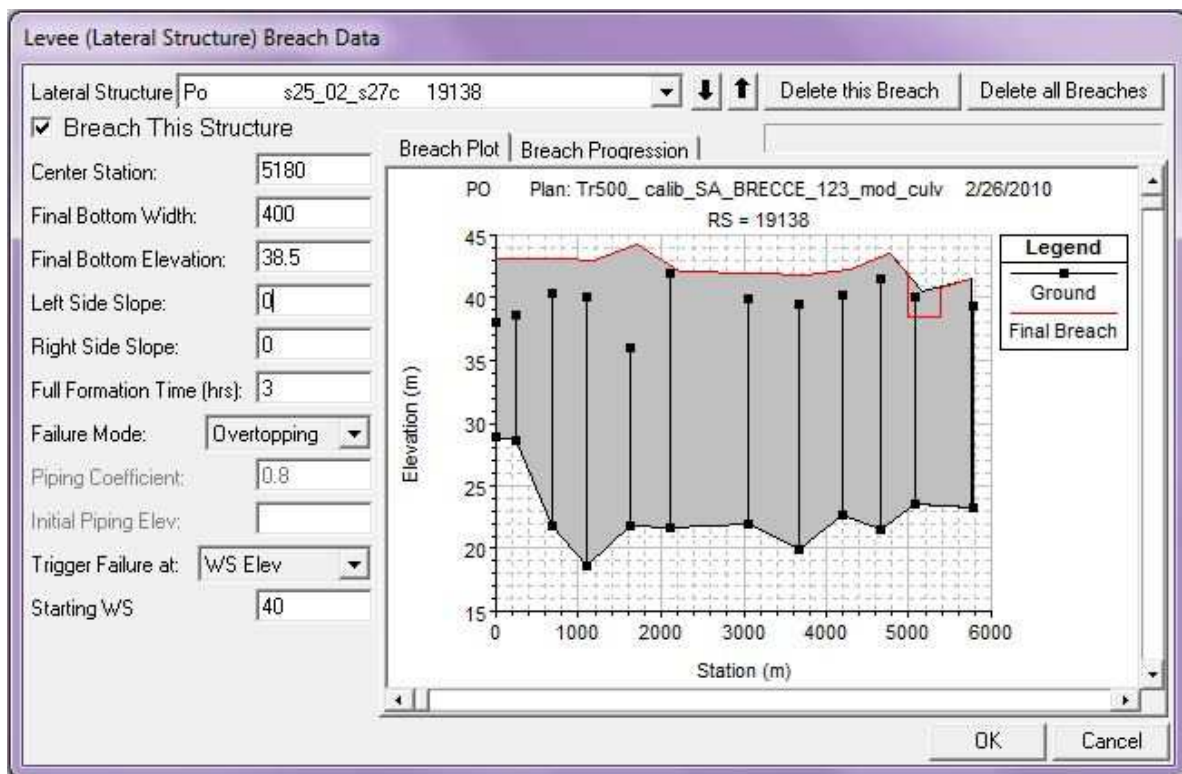 Levee (Lateral Structure) Breach Data
Lateral Structure Po s25_02_s27c 19138
Delete this Breach Delete all Breaches
Breach This Structure
Breach Plot Breach Progression
Center Station: 5180
Final Bottom Width: 400
Final Bottom Elevation: 38.5
Left Side Slope: 0
Right Side Slope: 0
Full Formation Time (hrs): 3
Failure Mode: Overtopping
Piping Coefficient: 0.8
Initial Piping Elev:
Trigger Failure at: WS Elev
Starting WS 40
PO Plan: Tr500_ calib_SA_BRECCE_123_mod_culv 2/26/2010
RS = 19138
45
40
35
30
25
20
15
Elevation (m)
0 1000 2000 3000 4000 5000 6000
Station (m)
Legend
Ground
Final Breach
OK Cancel